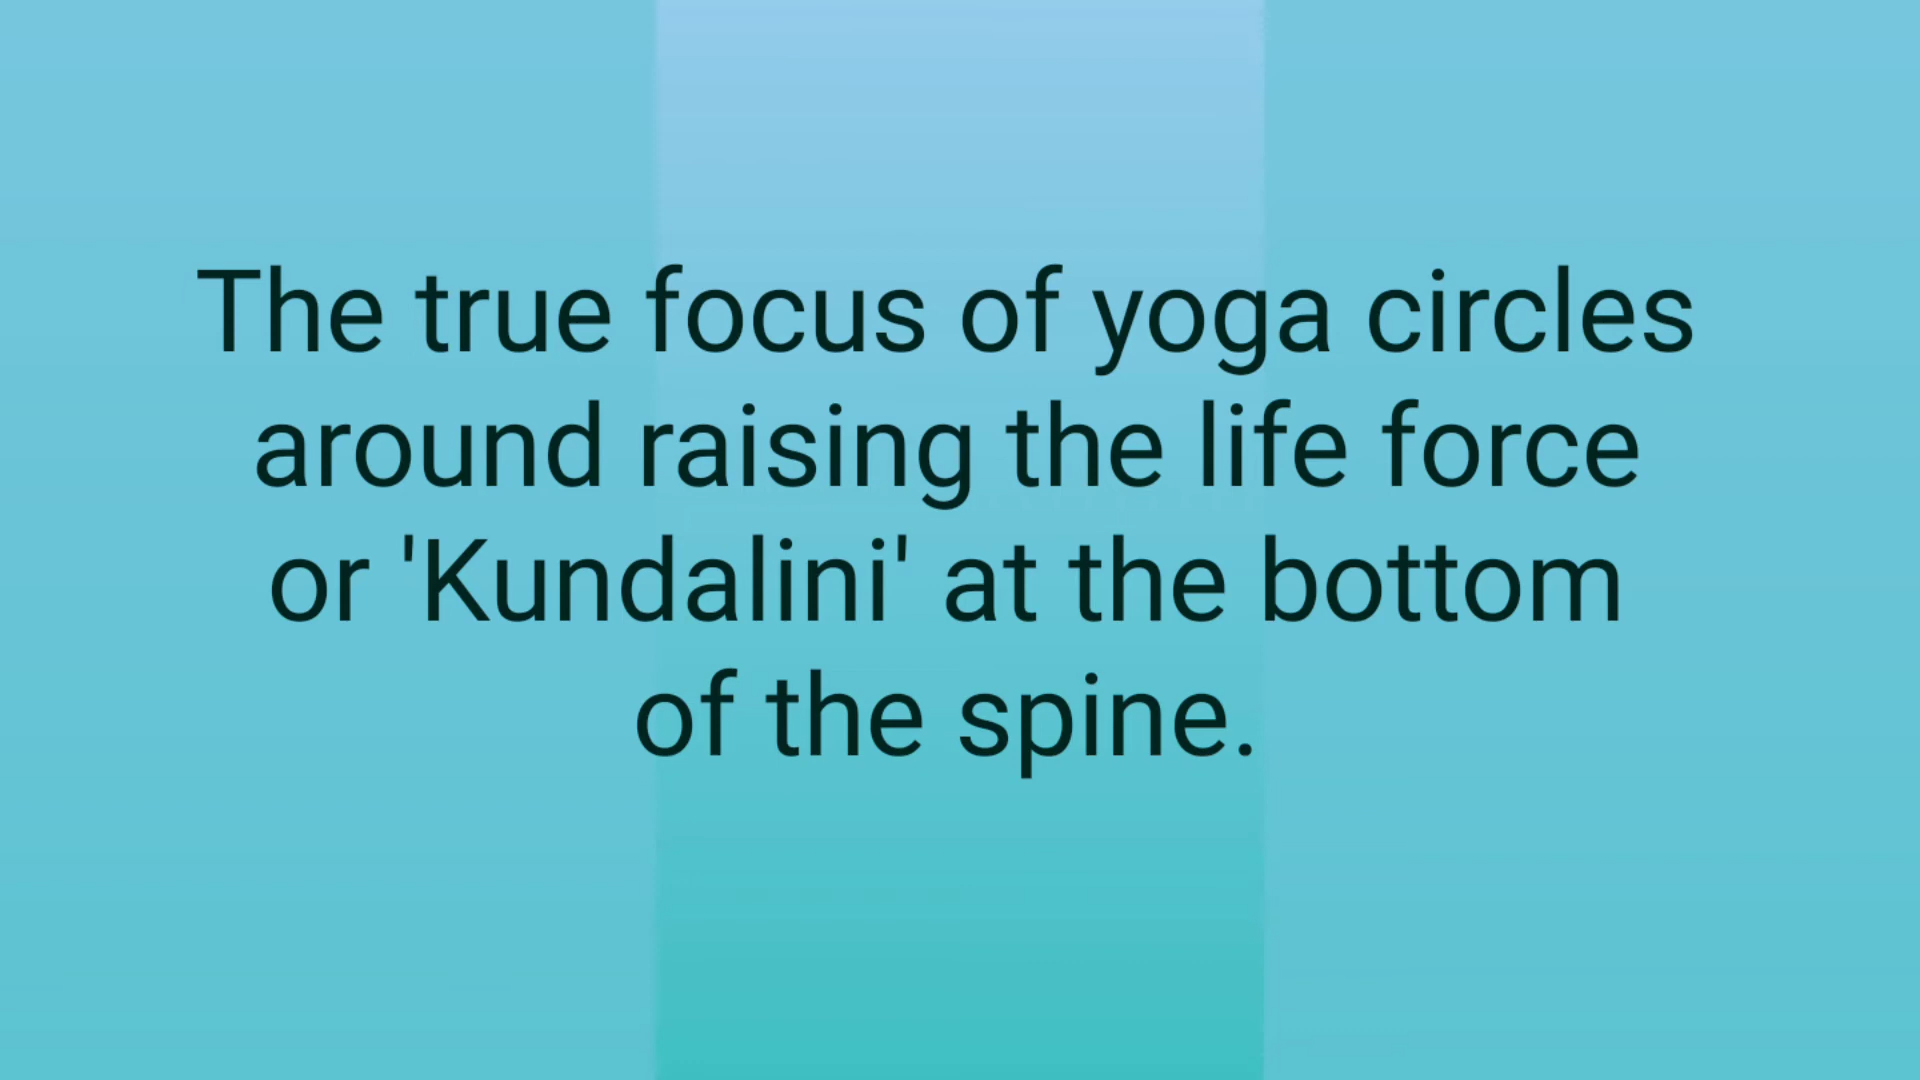 The true focus of yoga circles
around raising the life force
or 'Kundalini' at the bottom
of the spine.